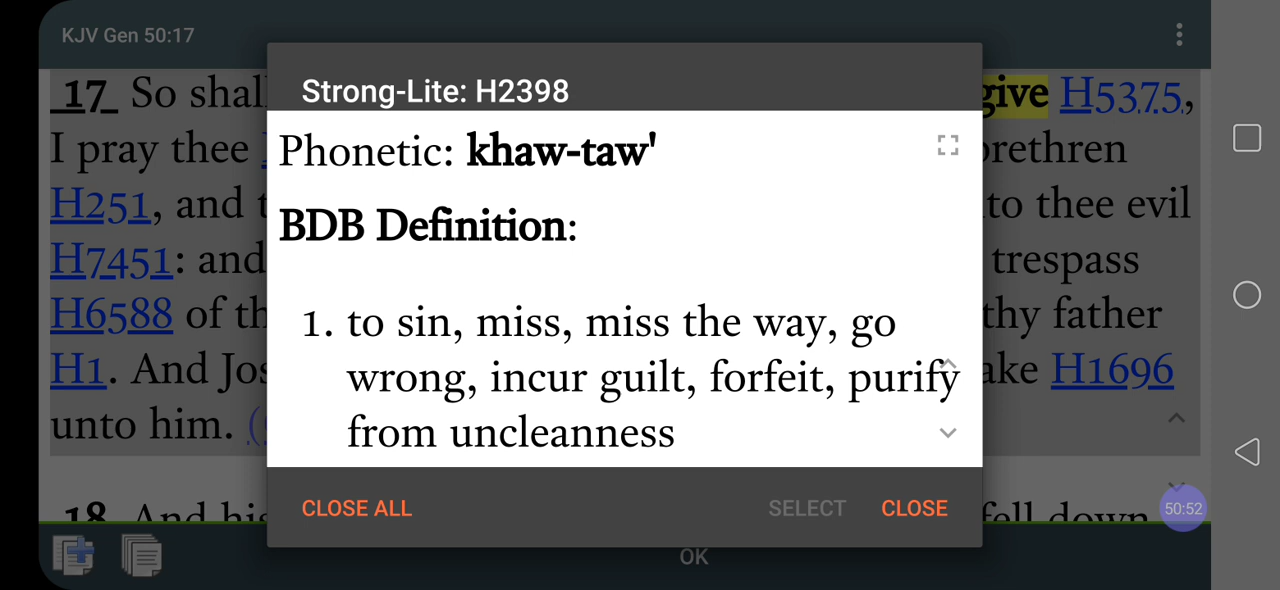 KJV Gen 50:17
Strong-Lite: H2398
Phonetic: khaw-taw'
BDB Definition:
1. to sin, miss, miss the way, go
wrong, incur guilt, forfeit, purify
from uncleanness
CLOSE ALL SELECT CLOSE
17 So shal give H5375,
I pray thee brethren
H251, and to thee evil
H7451: and trespass
H6588 of th thy father
H1. And Jos ake H1696
unto him. (
18 And his fell down
50:52
OK